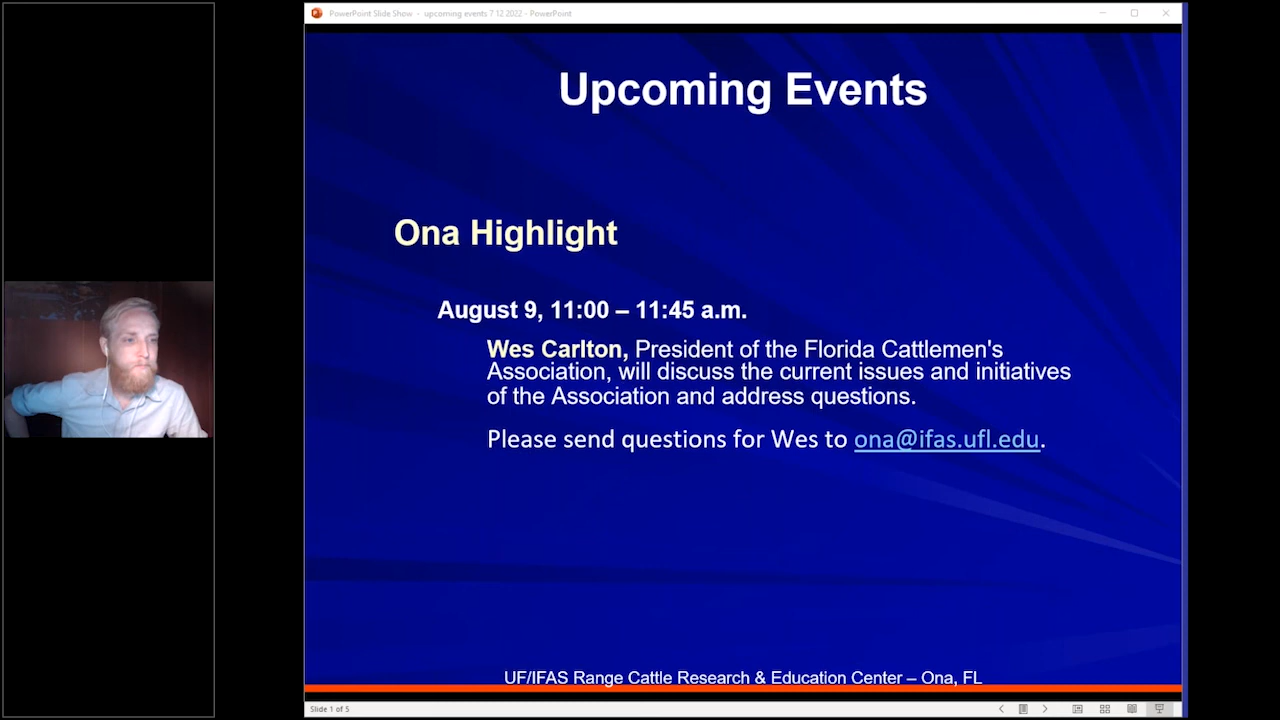 PowerPoint Slide Show - upcoming events 7 12 2022 - PowerPoint
Upcoming Events
Ona Highlight
August 9, 11:00 – 11:45 a.m.
Wes Carlton, President of the Florida Cattlemen's
Association, will discuss the current issues and initiatives
of the Association and address questions.
Please send questions for Wes to ona@ifas.ufl.edu.
UF/IFAS Range Cattle Research & Education Center – Ona, FL
Slide 1 of 5